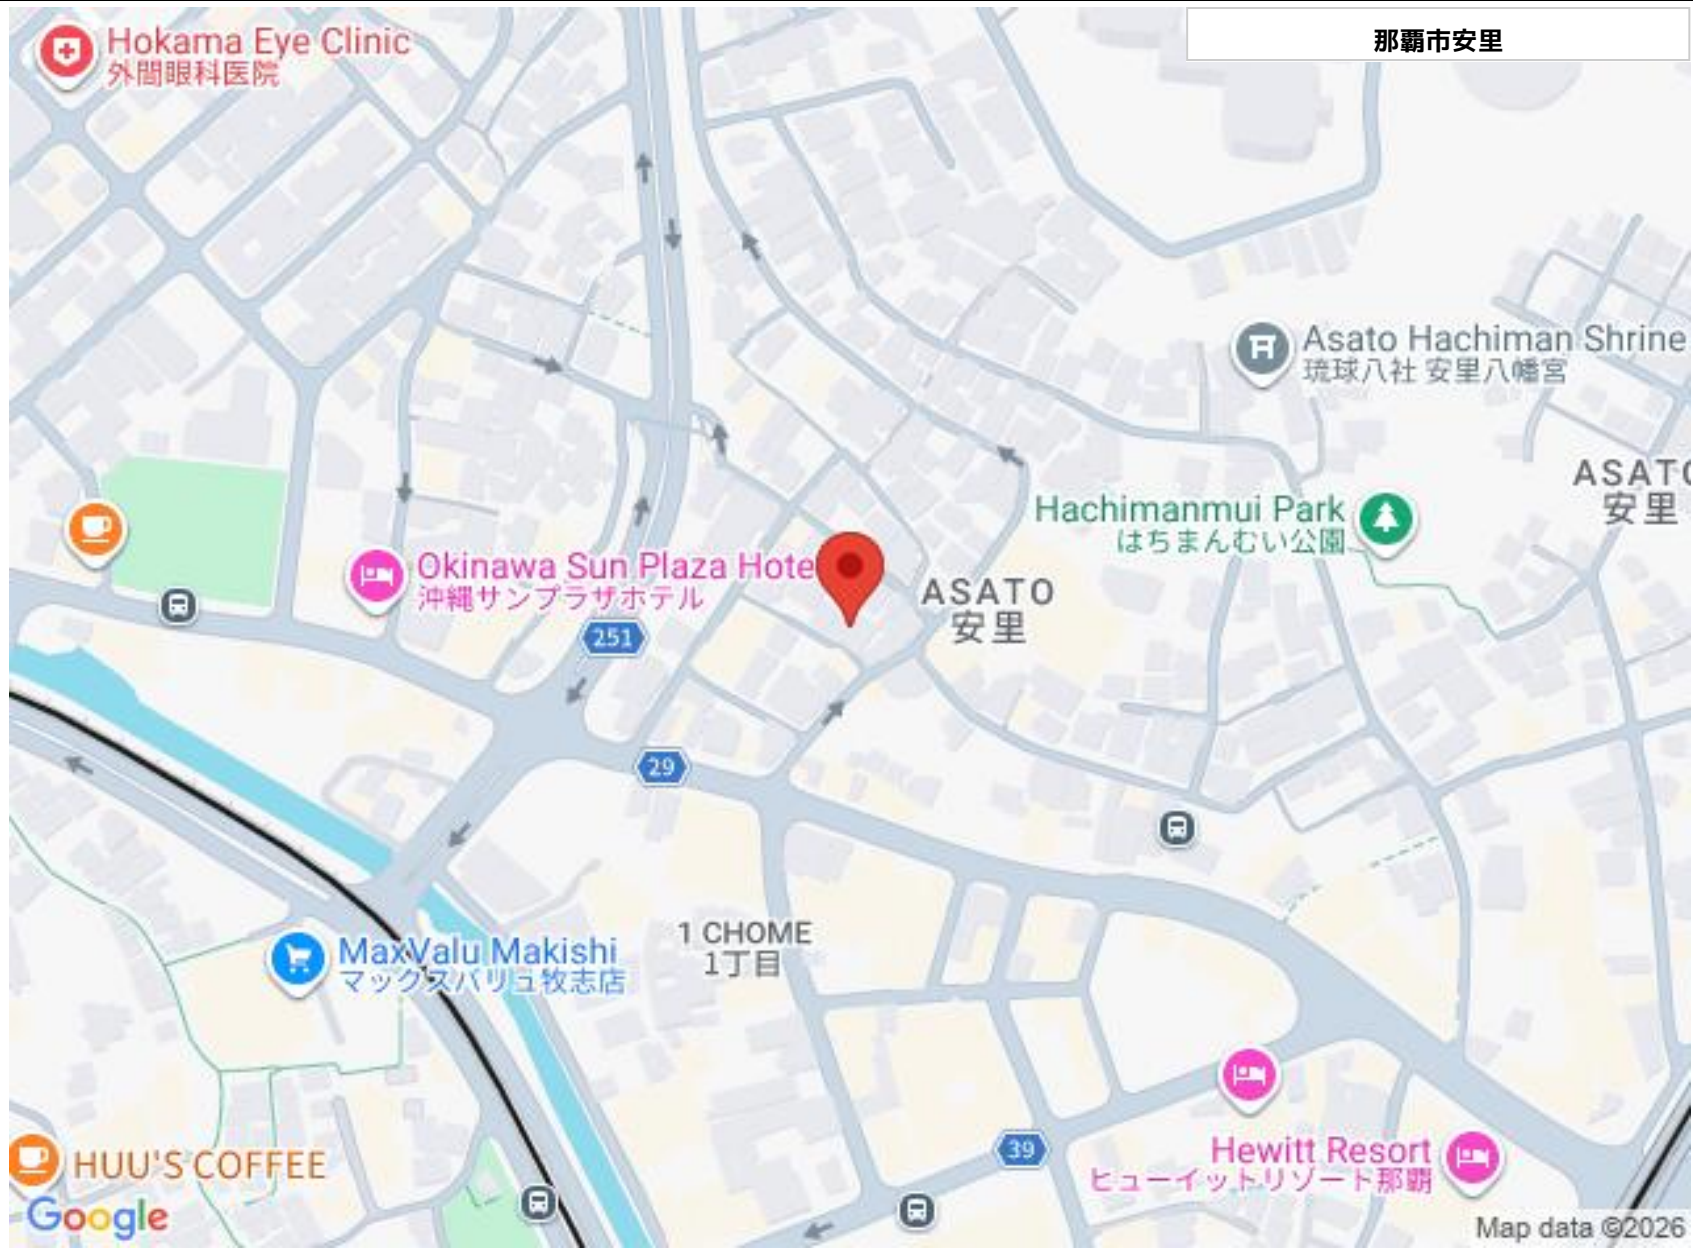 那覇市安里
Hokama Eye Clinic
外間眼科医院
Asato Hachiman Shrine
琉球八社 安里八幡宮
ASATO
安里
Hachimanmui Park
はちまんむい公園
Okinawa Sun Plaza Hote
沖縄サンプラザホテル
ASATO
安里
251
29
1 CHOME
1丁目
MaxValu Makishi
マックスバリュ牧志店
39
Hewitt Resort
ヒューイットリゾート那覇
HUU'S COFFEE
Google
Map data ©2026